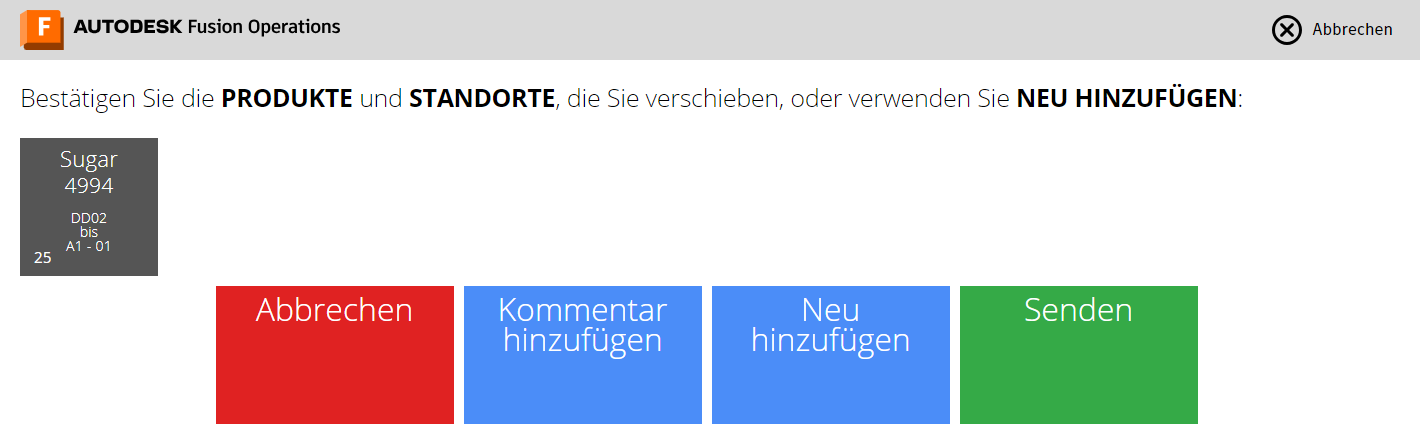 F AUTODESK Fusion Operations
Abbrechen
Bestätigen Sie die PRODUKTE und STANDORTE, die Sie verschieben, oder verwenden Sie NEU HINZUFÜGEN:
Sugar
4994
DD02
bis
A1 - 01
25
Abbrechen
Kommentar
hinzufügen
Neu
hinzufügen
Senden